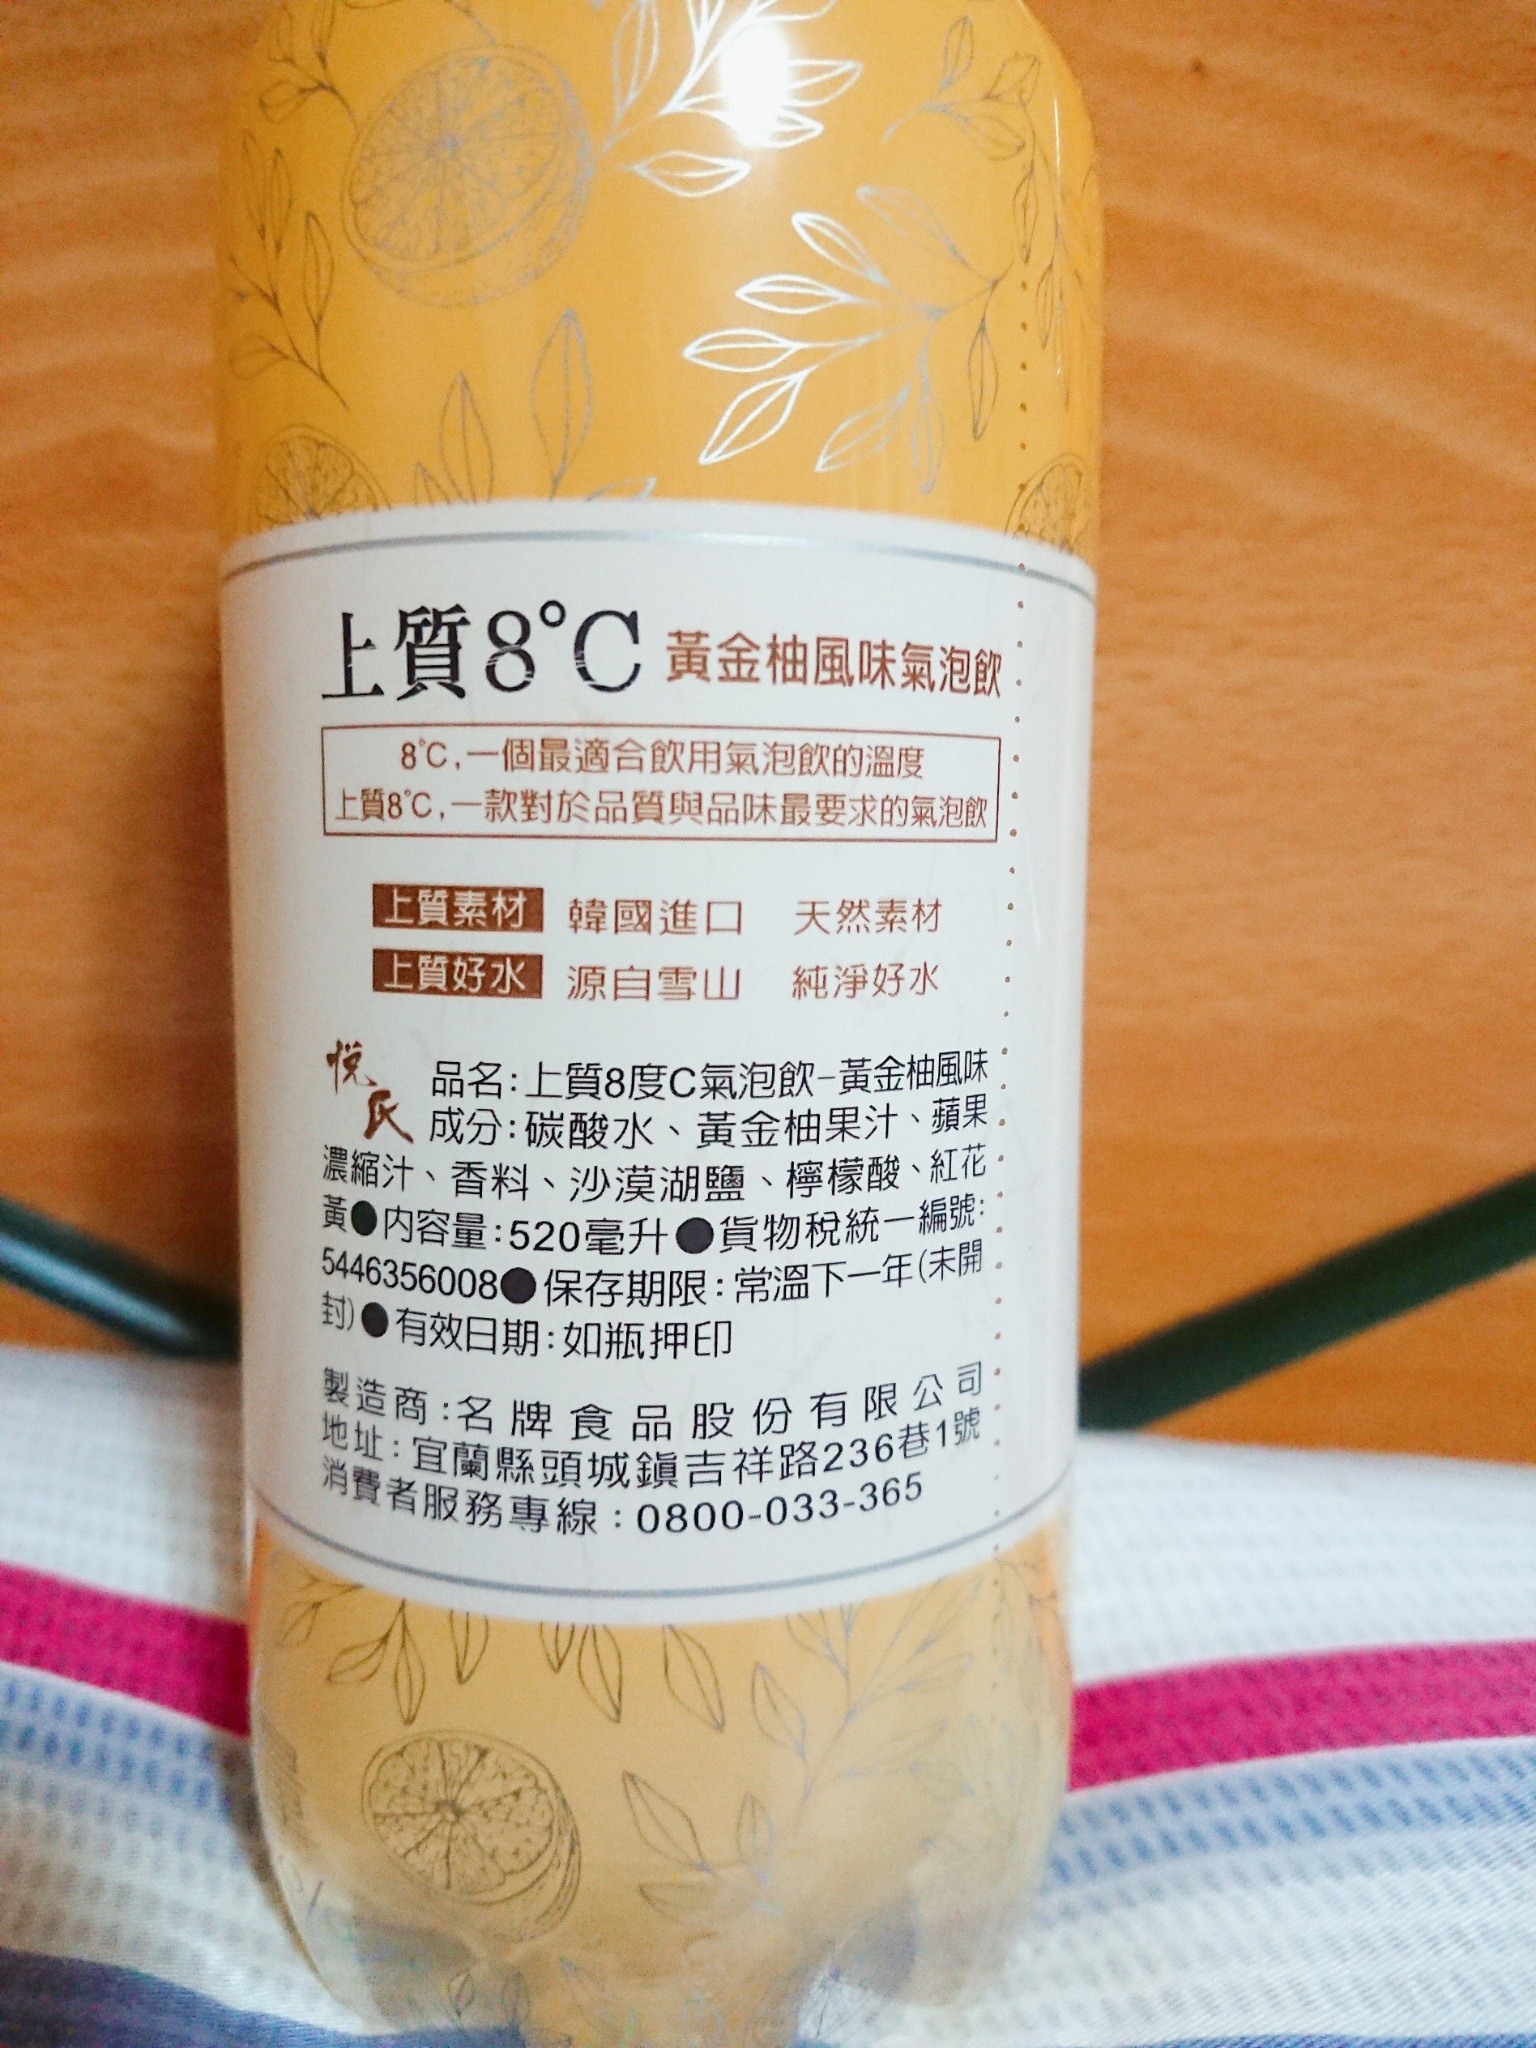 上質8°C 黃金柚風味氣泡飲
8°C,一個最適合飲用氣泡飲的溫度
上質8°C,一款對於品質與品味最要求的氣泡飲
上質素材 韓國進口 天然素材
上質好水 源自雪山 純淨好水
悅氏
品名:上質8度C氣泡飲-黃金柚風味
成分:碳酸水、黃金柚果汁、蘋果
濃縮汁、香料、沙漠湖鹽、檸檬酸、紅花
黃●內容量:520毫升●貨物稅統一編號:
5446356008●保存期限:常溫下一年(未開
封)●有效日期:如瓶押印
製造商:名牌食品股份有限公司
地址:宜蘭縣頭城鎮吉祥路236巷1號
消費者服務專線:0800-033-365